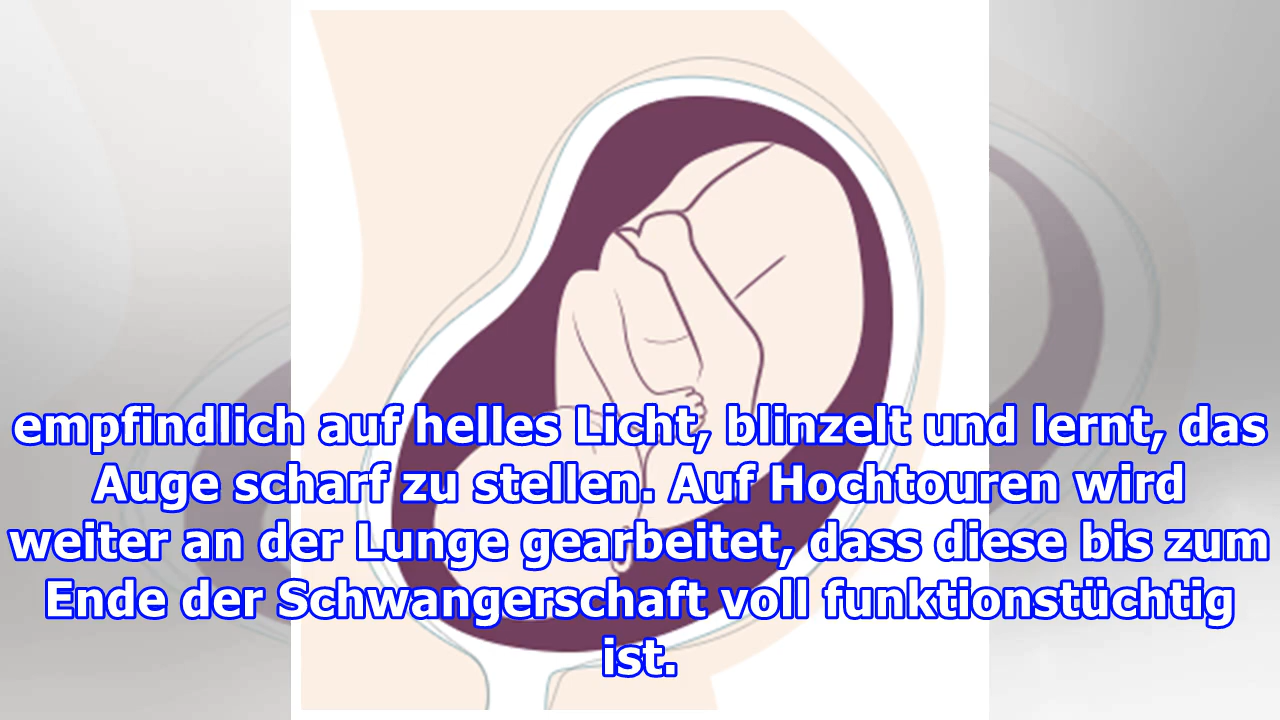 empfindlich auf helles Licht, blinzelt und lernt, das
Auge scharf zu stellen. Auf Hochtouren wird
weiter an der Lunge gearbeitet, dass diese bis zum
Ende der Schwangerschaft voll funktionstüchtig
ist.